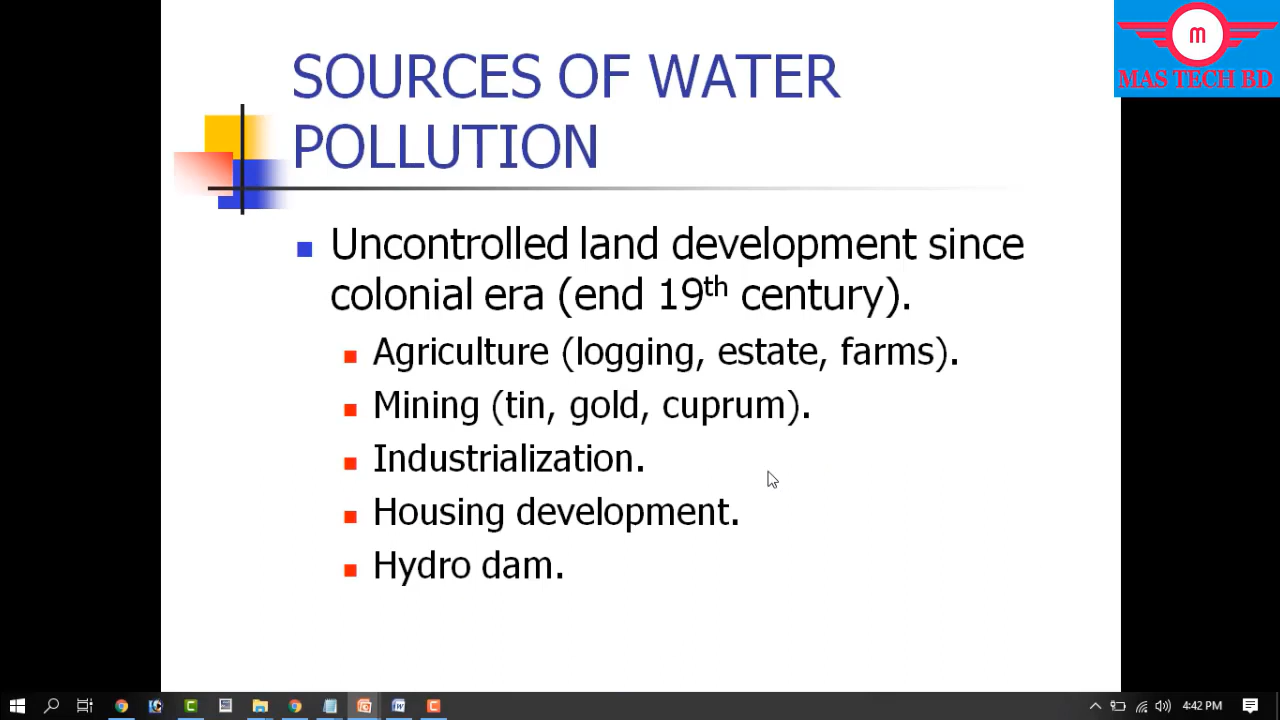 m
MAS TECH BD
SOURCES OF WATER
POLLUTION
Uncontrolled land development since
colonial era (end 19th century).
Agriculture (logging, estate, farms).
Mining (tin, gold, cuprum).
Industrialization.
Housing development.
Hydro dam.
4:42 PM